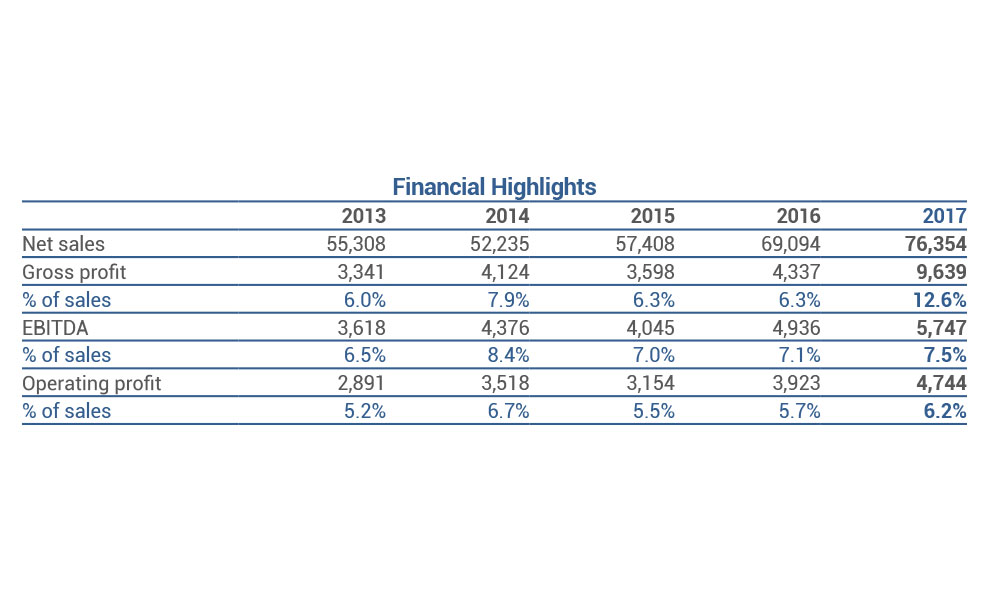 Financial Highlights
2013 2014 2015 2016 2017
Net sales 55,308 52,235 57,408 69,094 76,354
Gross profit 3,341 4,124 3,598 4,337 9,639
% of sales 6.0% 7.9% 6.3% 6.3% 12.6%
EBITDA 3,618 4,376 4,045 4,936 5,747
% of sales 6.5% 8.4% 7.0% 7.1% 7.5%
Operating profit 2,891 3,518 3,154 3,923 4,744
% of sales 5.2% 6.7% 5.5% 5.7% 6.2%